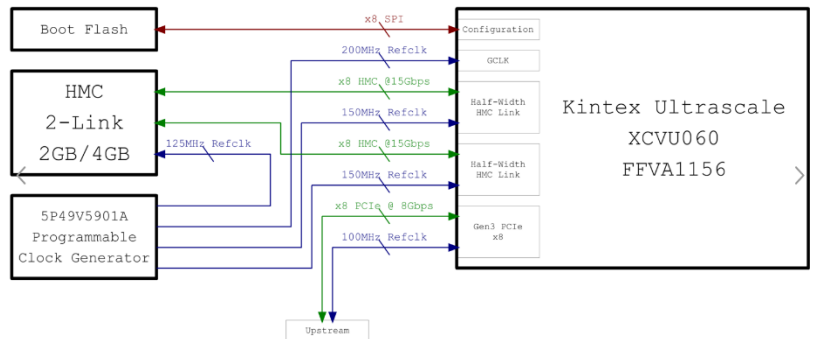 x8 SPI
Boot Flash
Configuration
200MHz Refclk
GCLK
HMC
2-Link
2GB/4GB
x8 HMC @15Gbps
150MHz Refclk
Half-Width
HMC Link
Kintex Ultrascale
XCVU060
FFVA1156
125MHz Refclk
x8 HMC @15Gbps
150MHz Refclk
Half-Width
HMC Link
5P49V5901A
Programmable
Clock Generator
x8 PCIe @ 8Gbps
100MHz Refclk
Gen3 PCIe
x8
Upstream